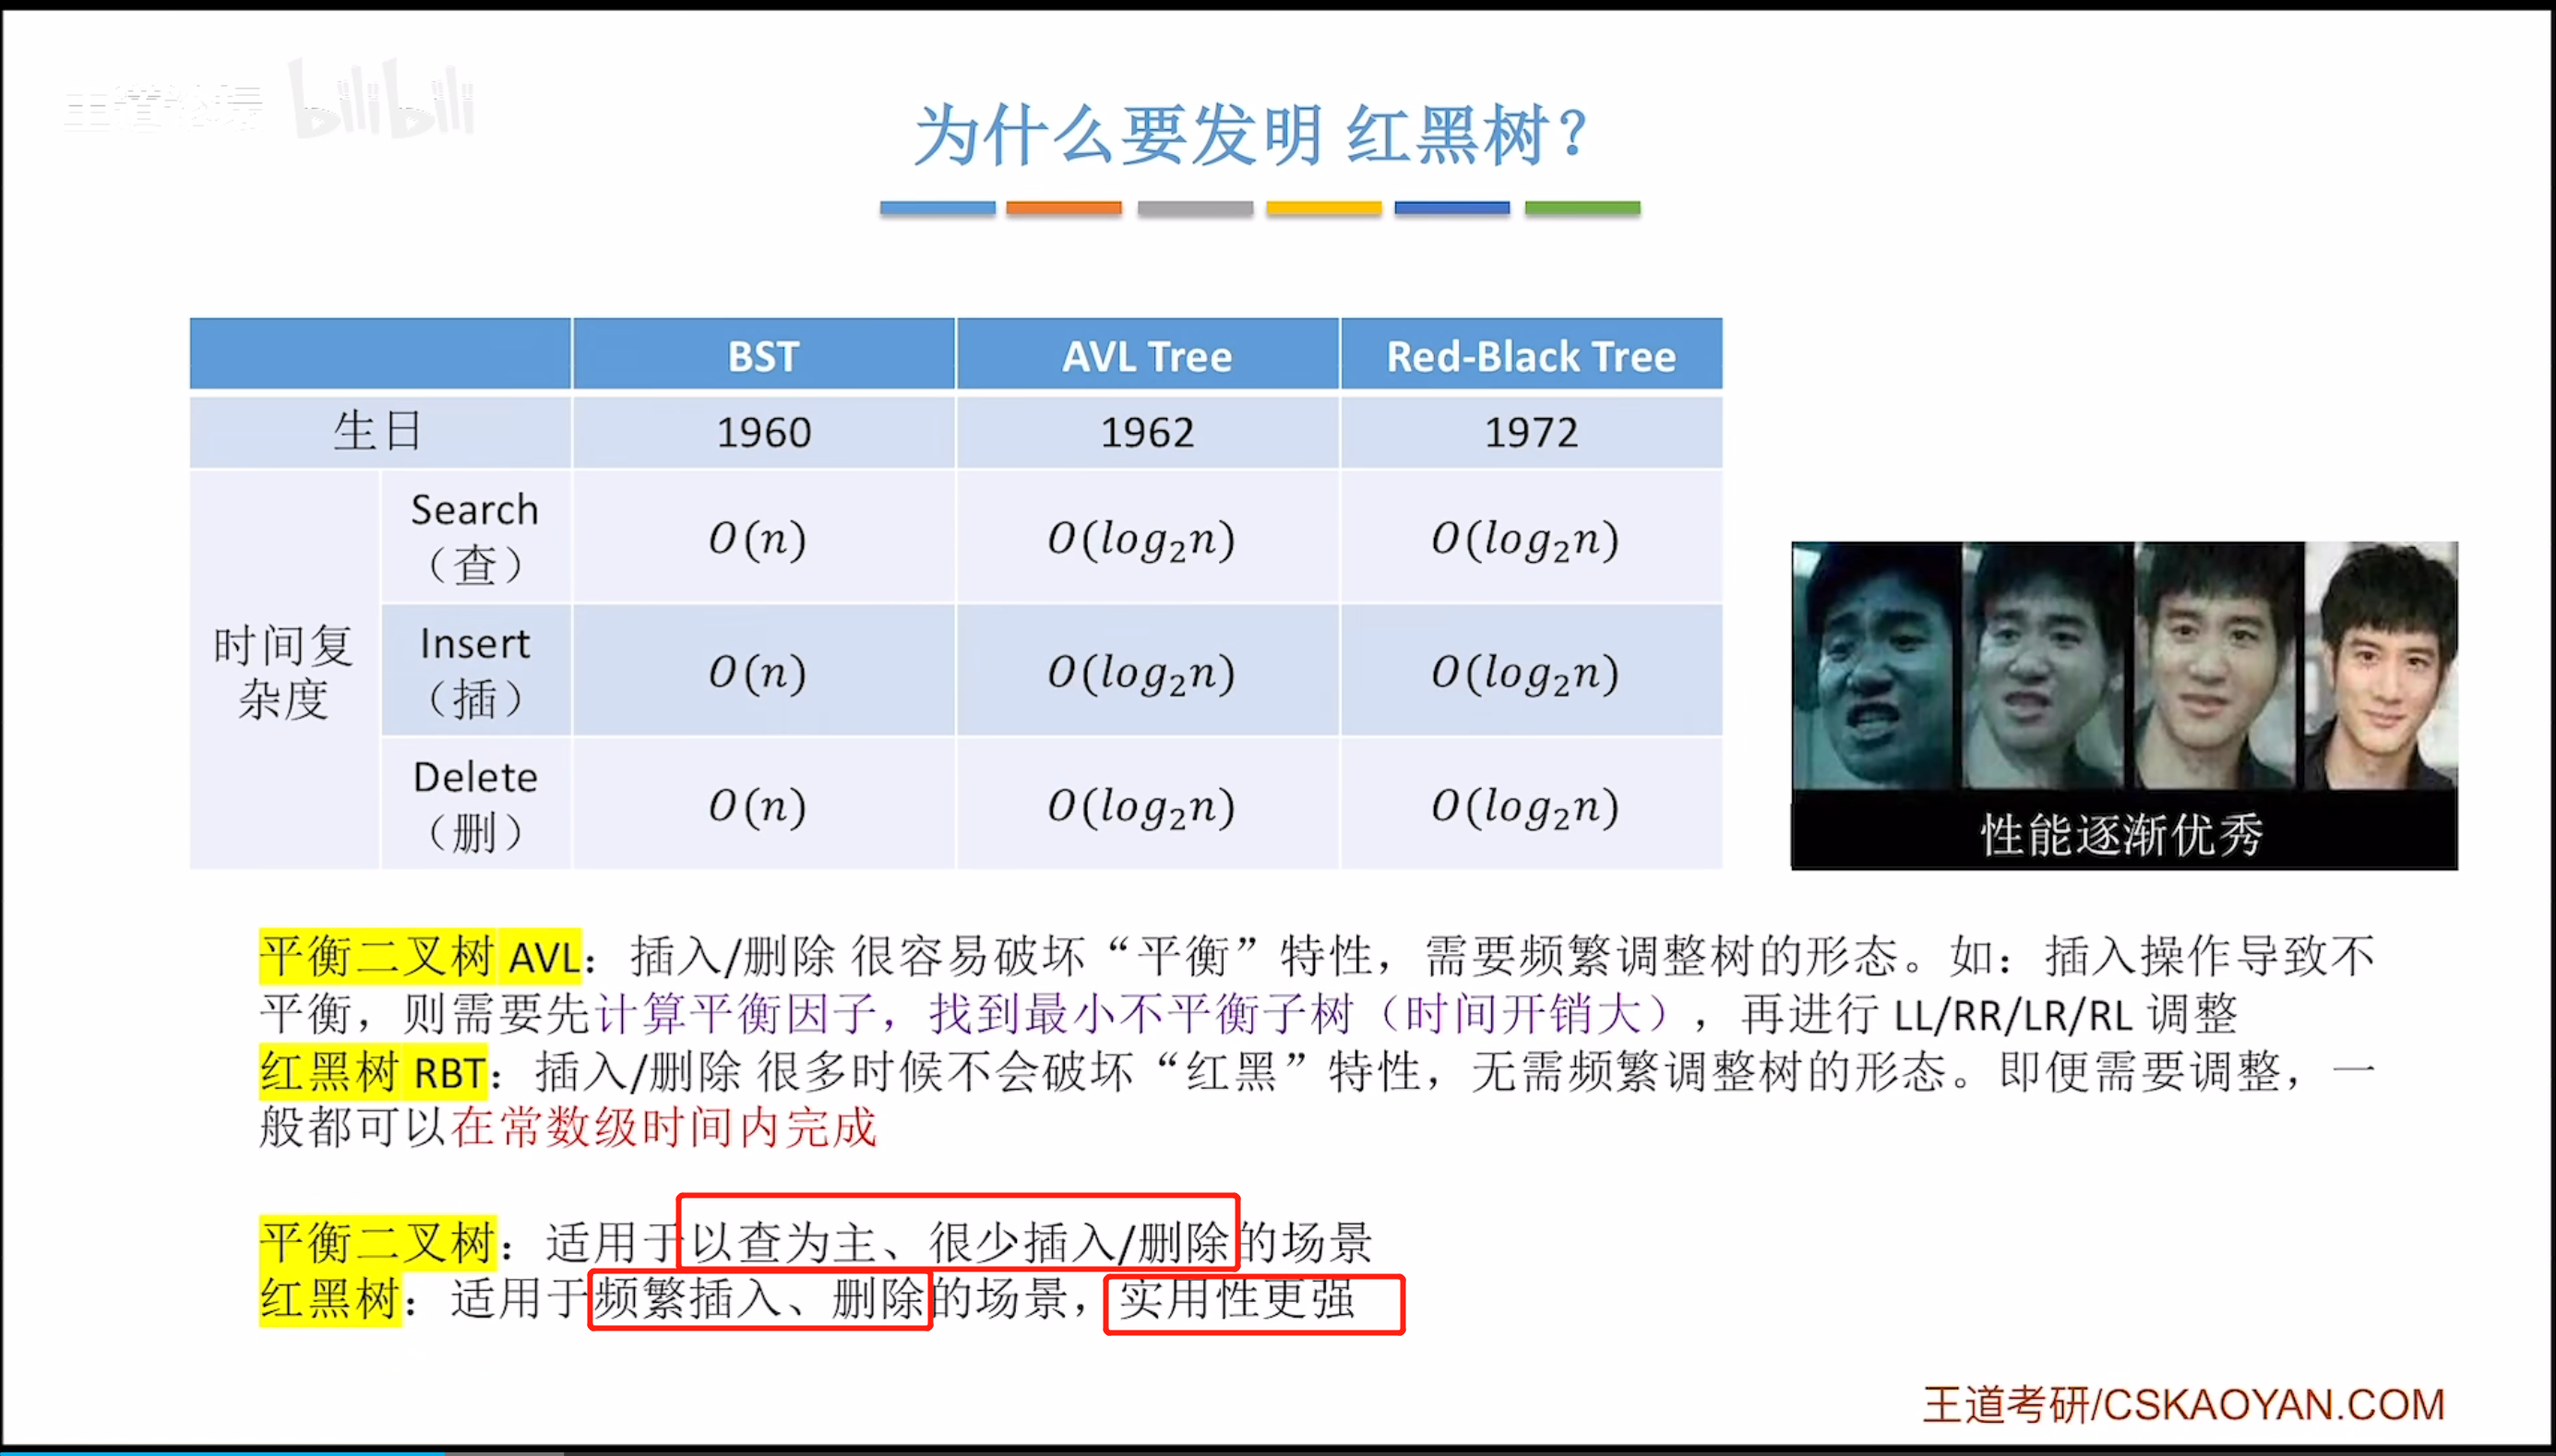 王道论坛 bilibili
为什么要发明 红黑树？
BST AVL Tree Red-Black Tree
生日 1960 1962 1972
时间复杂度
Search（查） O(n) O(log₂n) O(log₂n)
Insert（插） O(n) O(log₂n) O(log₂n)
Delete（删） O(n) O(log₂n) O(log₂n)
性能逐渐优秀
平衡二叉树 AVL：插入/删除 很容易破坏“平衡”特性，需要频繁调整树的形态。如：插入操作导致不
平衡，则需要先计算平衡因子，找到最小不平衡子树（时间开销大），再进行 LL/RR/LR/RL 调整
红黑树 RBT：插入/删除 很多时候不会破坏“红黑”特性，无需频繁调整树的形态。即便需要调整，一
般都可以在常数级时间内完成
平衡二叉树：适用于以查为主、很少插入/删除的场景
红黑树：适用于频繁插入、删除的场景，实用性更强
王道考研/CSKAOYAN.COM